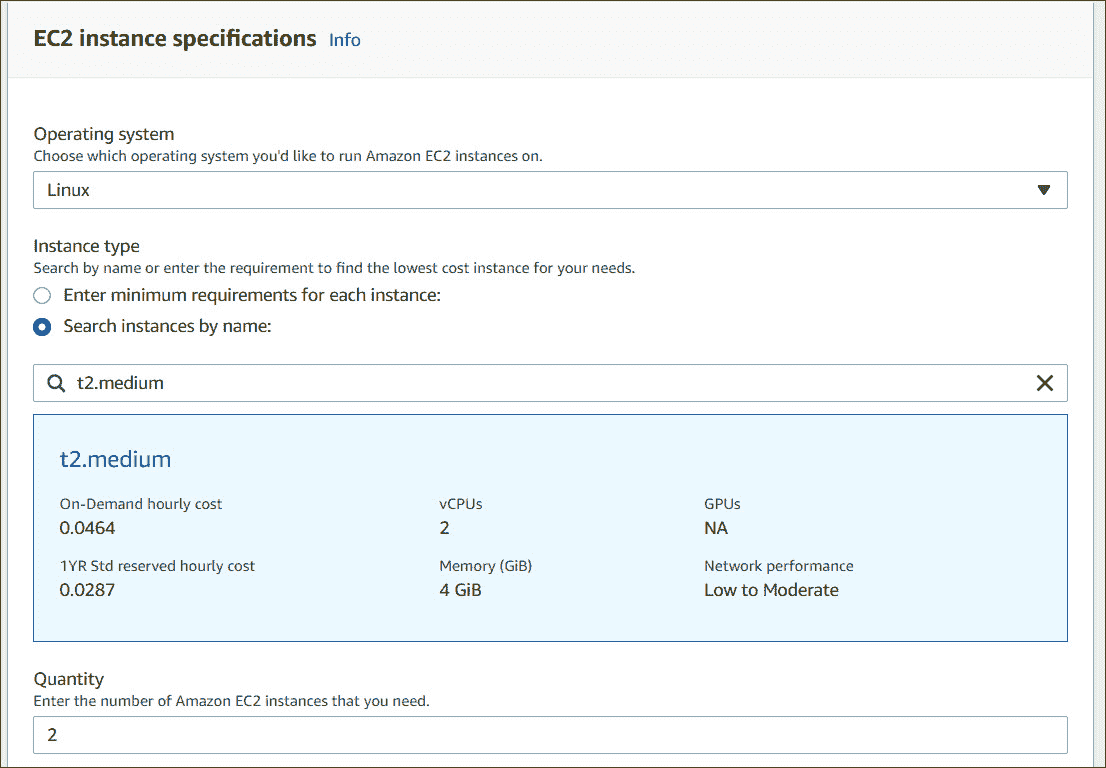 EC2 instance specifications Info
Operating system
Choose which operating system you'd like to run Amazon EC2 instances on.
Linux
Instance type
Search by name or enter the requirement to find the lowest cost instance for your needs.
Enter minimum requirements for each instance:
Search instances by name:
t2.medium
t2.medium
On-Demand hourly cost vCPUs GPUs
0.0464 2 NA
1YR Std reserved hourly cost Memory (GiB) Network performance
0.0287 4 GiB Low to Moderate
Quantity
Enter the number of Amazon EC2 instances that you need.
2